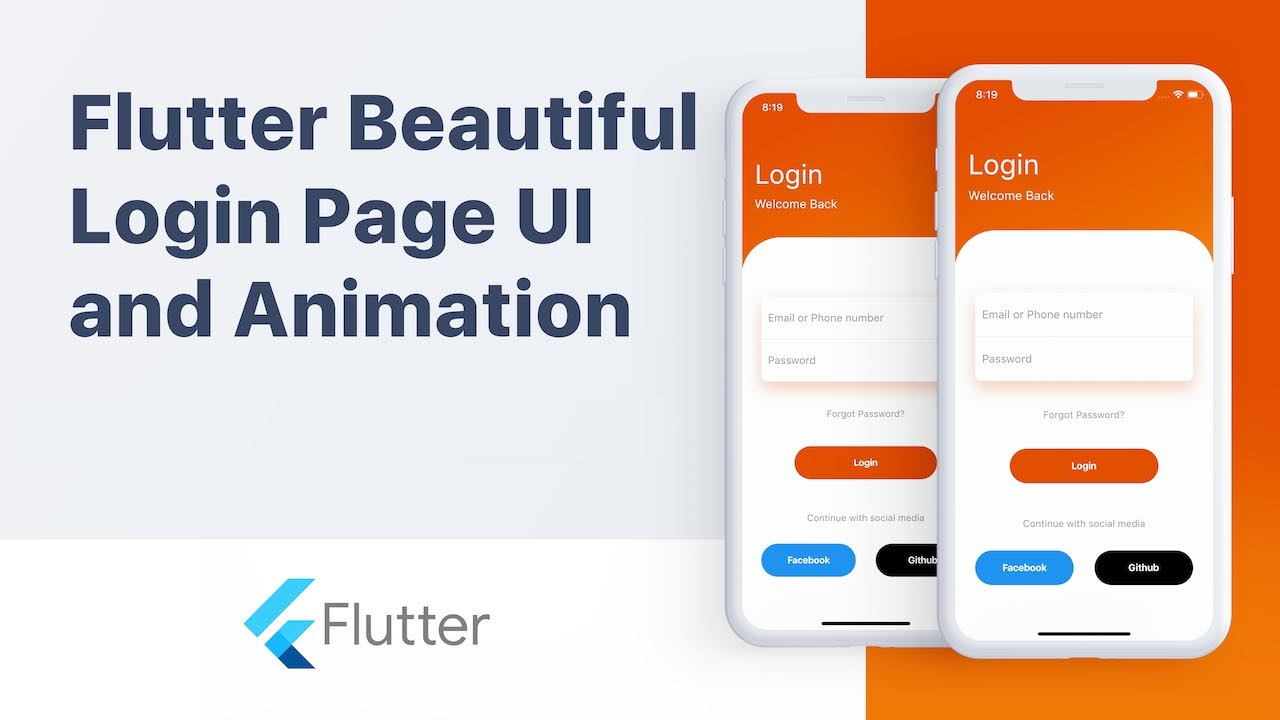 Flutter Beautiful
Login Page UI
and Animation
Flutter
8:19
Login
Welcome Back
Email or Phone number
Password
Forgot Password?
Login
Continue with social media
Facebook
Github
8:19
Login
Welcome Back
Email or Phone number
Password
Forgot Password?
Login
Continue with social media
Facebook
Github